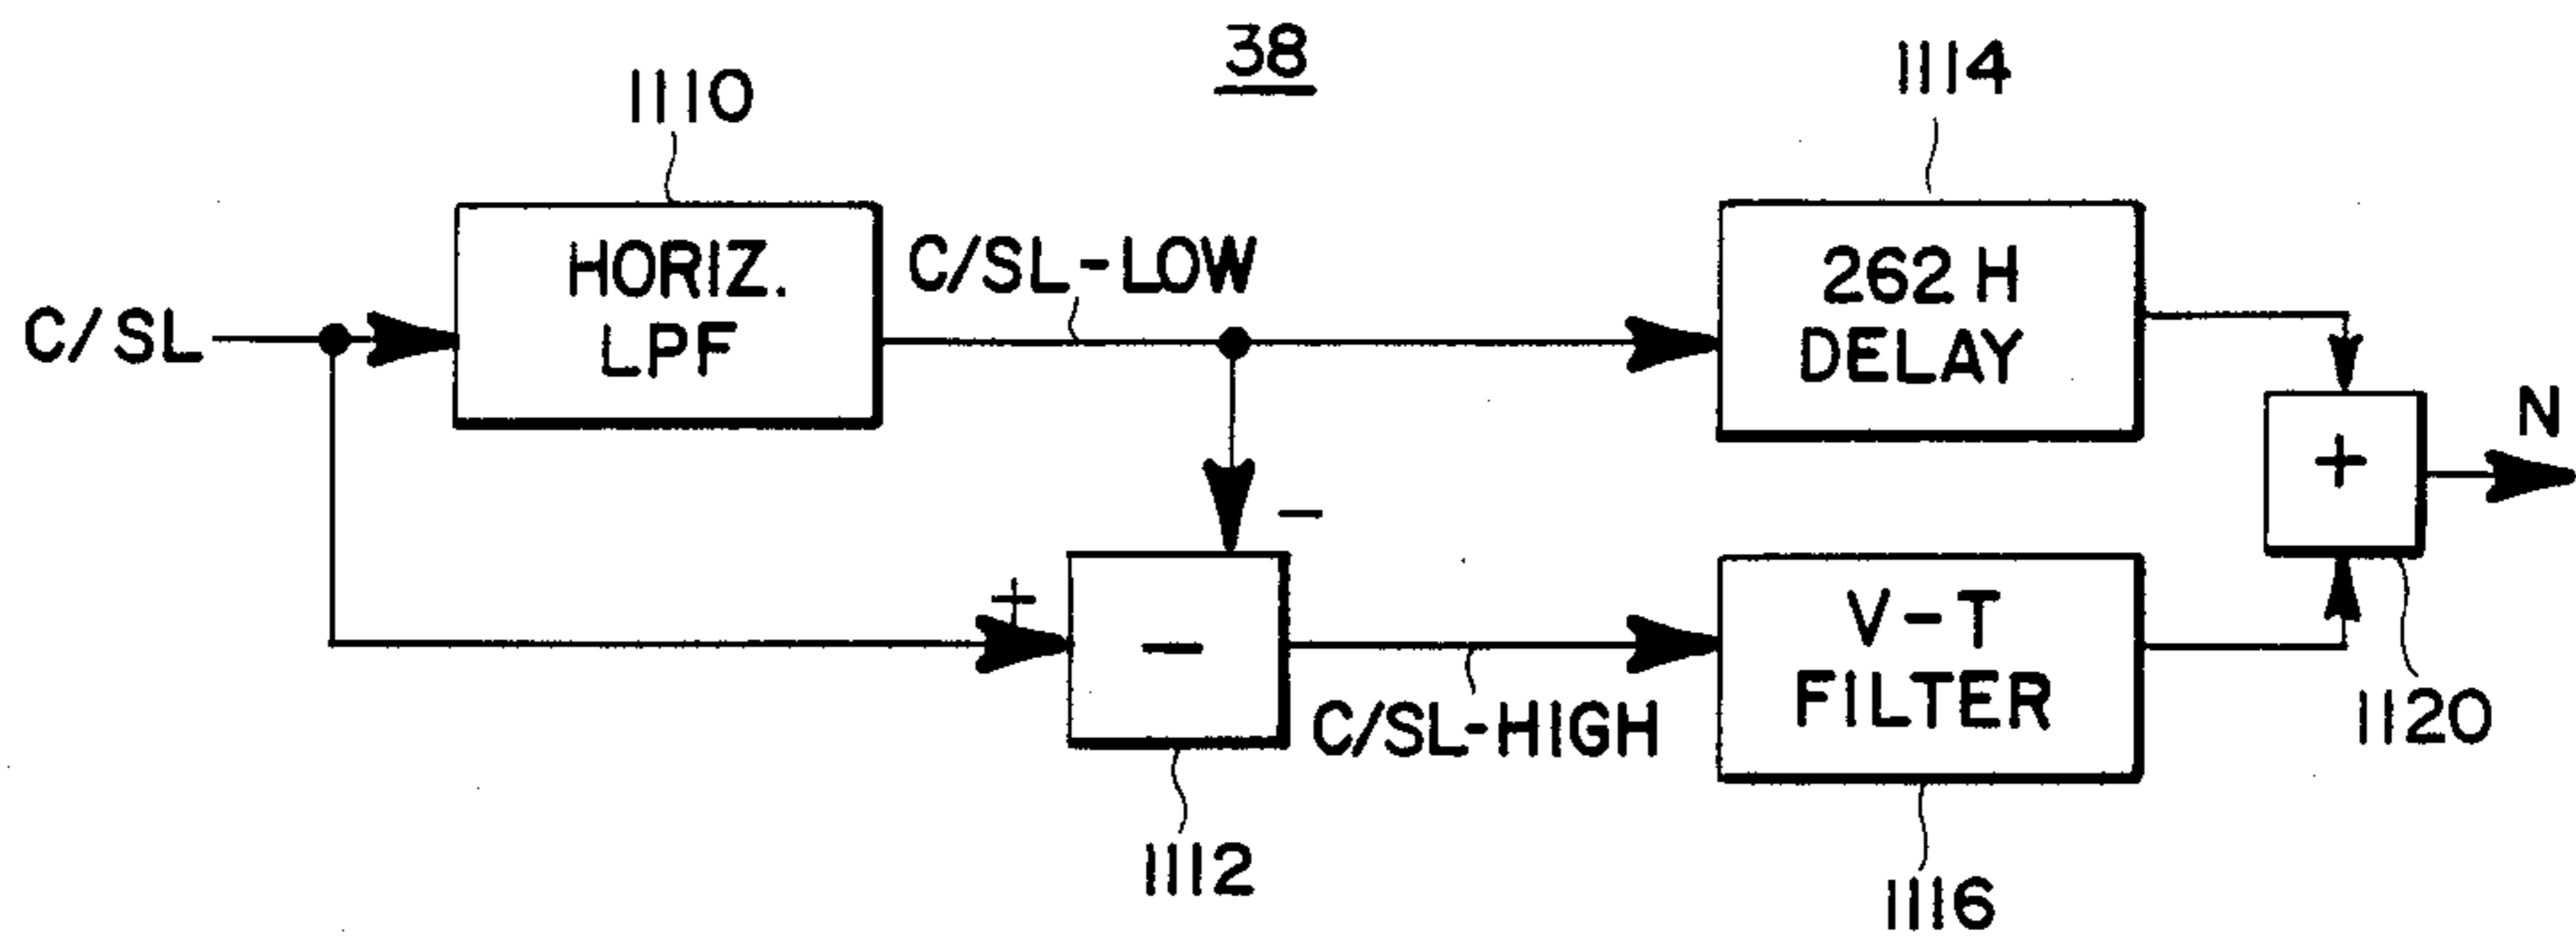 38
1110
1114
HORIZ.
LPF
C/SL-LOW
262 H
DELAY
C/SL
N
+
-
+
-
V-T
FILTER
C/SL-HIGH
1120
1112
1116